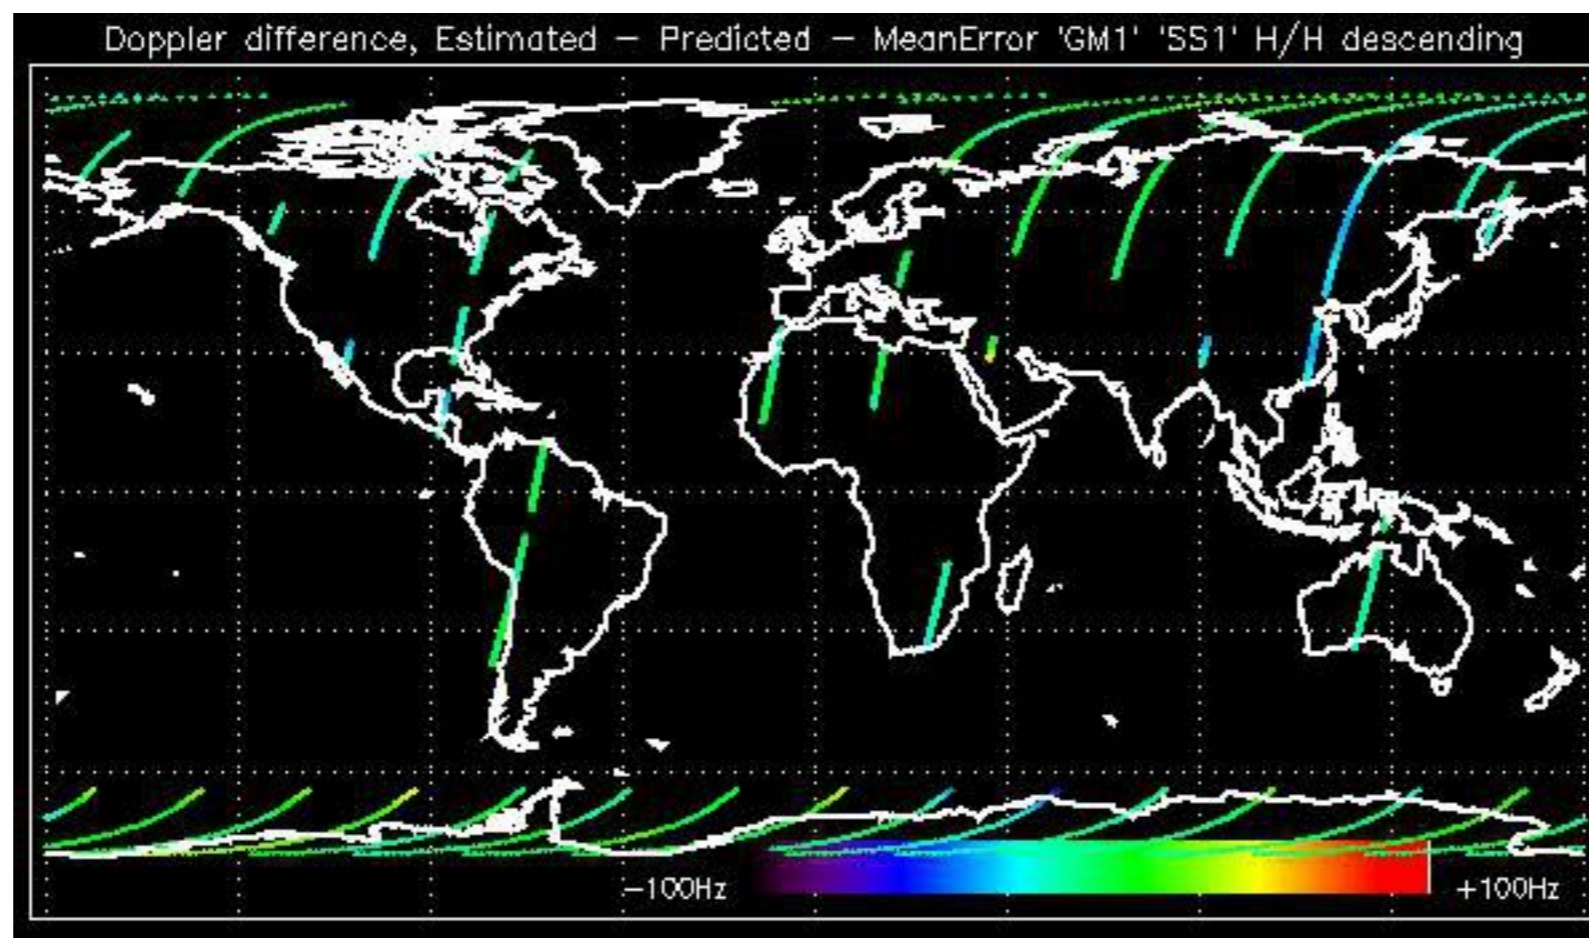 Doppler difference, Estimated – Predicted – MeanError 'GM1' 'SS1' H/H descending
–100Hz +100Hz